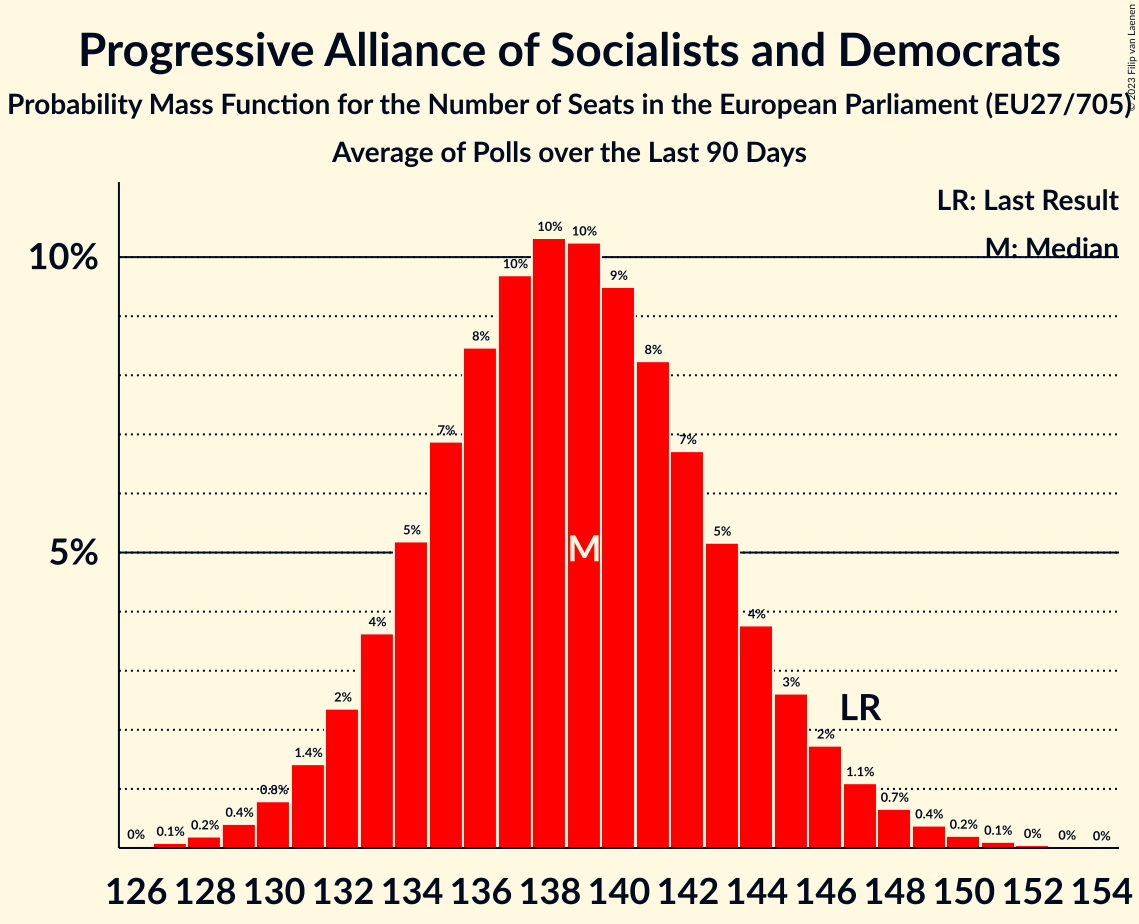 Progressive Alliance of Socialists and Democrats
Probability Mass Function for the Number of Seats in the European Parliament (EU27/705)
Average of Polls over the Last 90 Days
© 2023 Filip van Laenen
LR: Last Result
M: Median
10%
5%
0% 0.1% 0.2% 0.4% 0.8% 1.4% 2% 4% 5% 7% 8% 10% 10% 10% 9% 8% 7% 5% 4% 3% 2% 1.1% 0.7% 0.4% 0.2% 0.1% 0% 0% 0%
M
LR
126 128 130 132 134 136 138 140 142 144 146 148 150 152 154